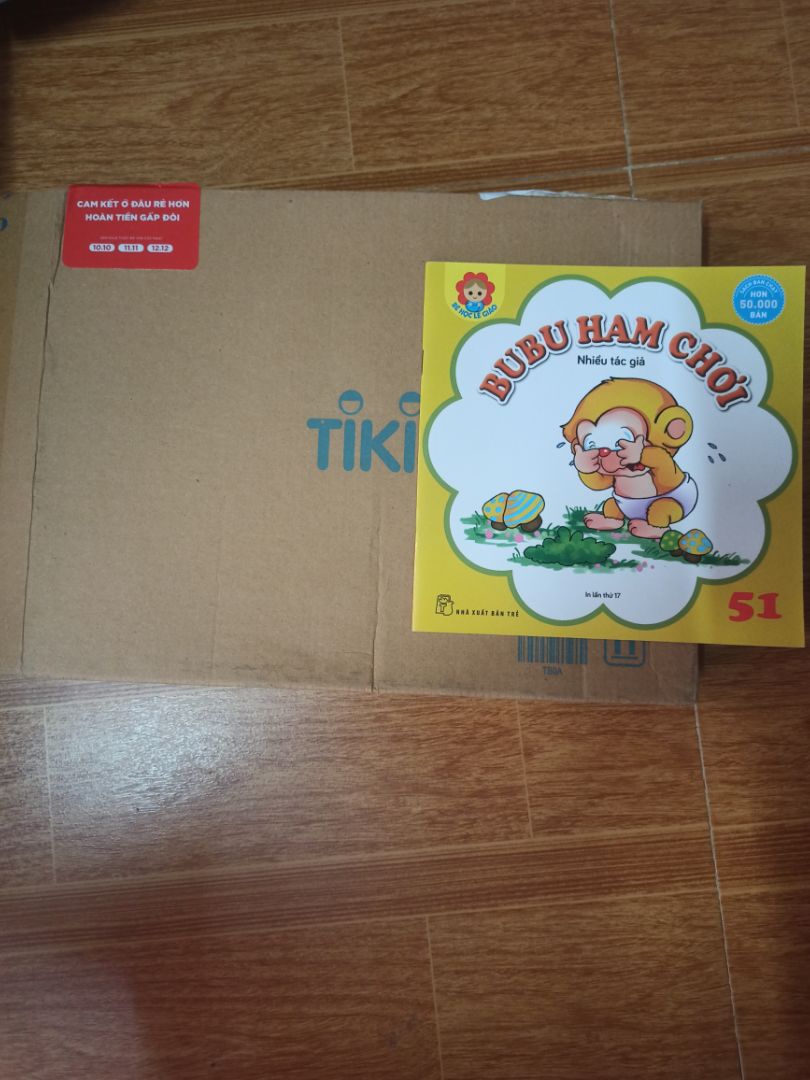 CAM KẾT Ở ĐÂU RẺ HƠN
HOÀN TIỀN GẤP ĐÔI
10.10 11.11 12.12
TIKI
BÉ HỌC LỄ GIÁO
SÁCH BÁN CHẠY
HƠN
50.000
BẢN
BUBU HAM CHƠI
Nhiều tác giả
In lần thứ 17
NHÀ XUẤT BẢN TRẺ
51
T80A